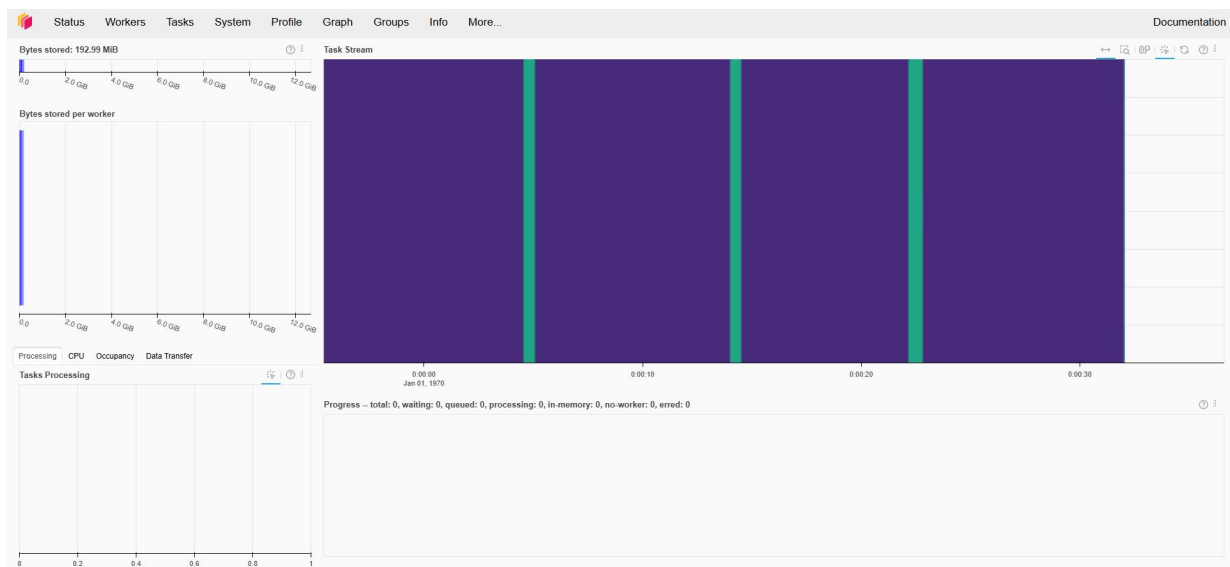 Status Workers Tasks System Profile Graph Groups Info More... Documentation
Bytes stored: 192.99 MiB
0.0 2.0 GiB 4.0 GiB 6.0 GiB 8.0 GiB 10.0 GiB 12.0 GiB
Bytes stored per worker
0.0 2.0 GiB 4.0 GiB 6.0 GiB 8.0 GiB 10.0 GiB 12.0 GiB
Processing CPU Occupancy Data Transfer
Tasks Processing
0 0.2 0.4 0.6 0.8 1
Task Stream
0:00:00 0:00:10 0:00:20 0:00:30
Jan 01, 1970
Progress -- total: 0, waiting: 0, queued: 0, processing: 0, in-memory: 0, no-worker: 0, erred: 0